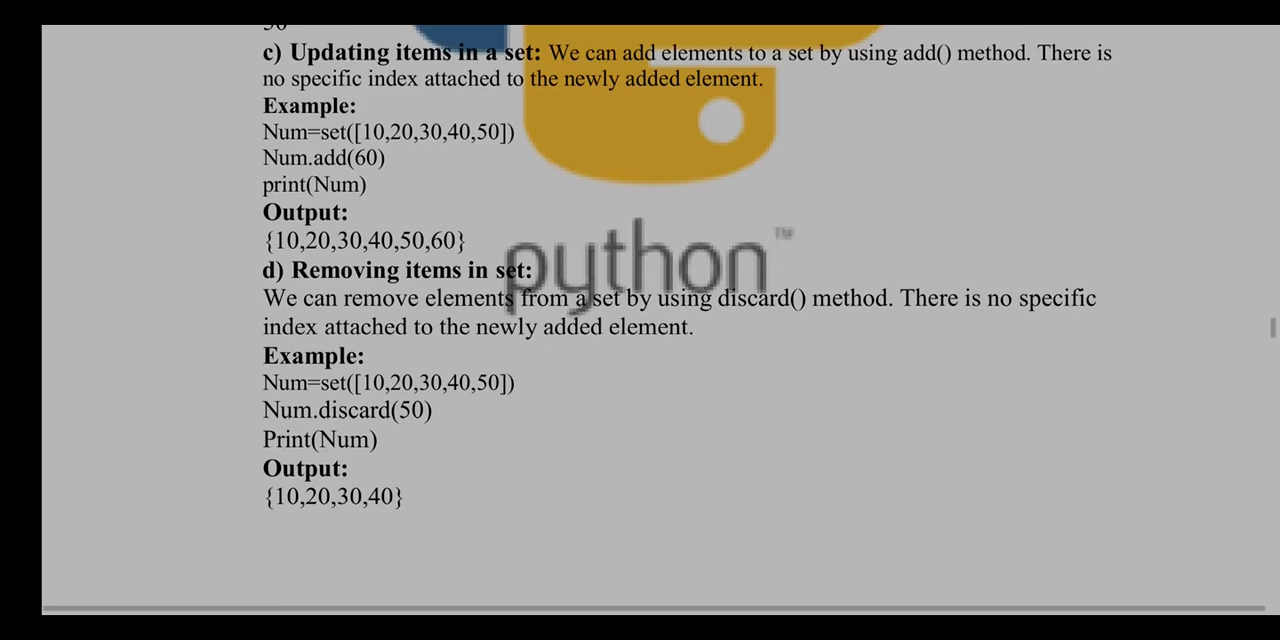 c) Updating items in a set: We can add elements to a set by using add() method. There is
no specific index attached to the newly added element.
Example:
Num=set([10,20,30,40,50])
Num.add(60)
print(Num)
Output:
{10,20,30,40,50,60}
python™
d) Removing items in set:
We can remove elements from a set by using discard() method. There is no specific
index attached to the newly added element.
Example:
Num=set([10,20,30,40,50])
Num.discard(50)
Print(Num)
Output:
{10,20,30,40}